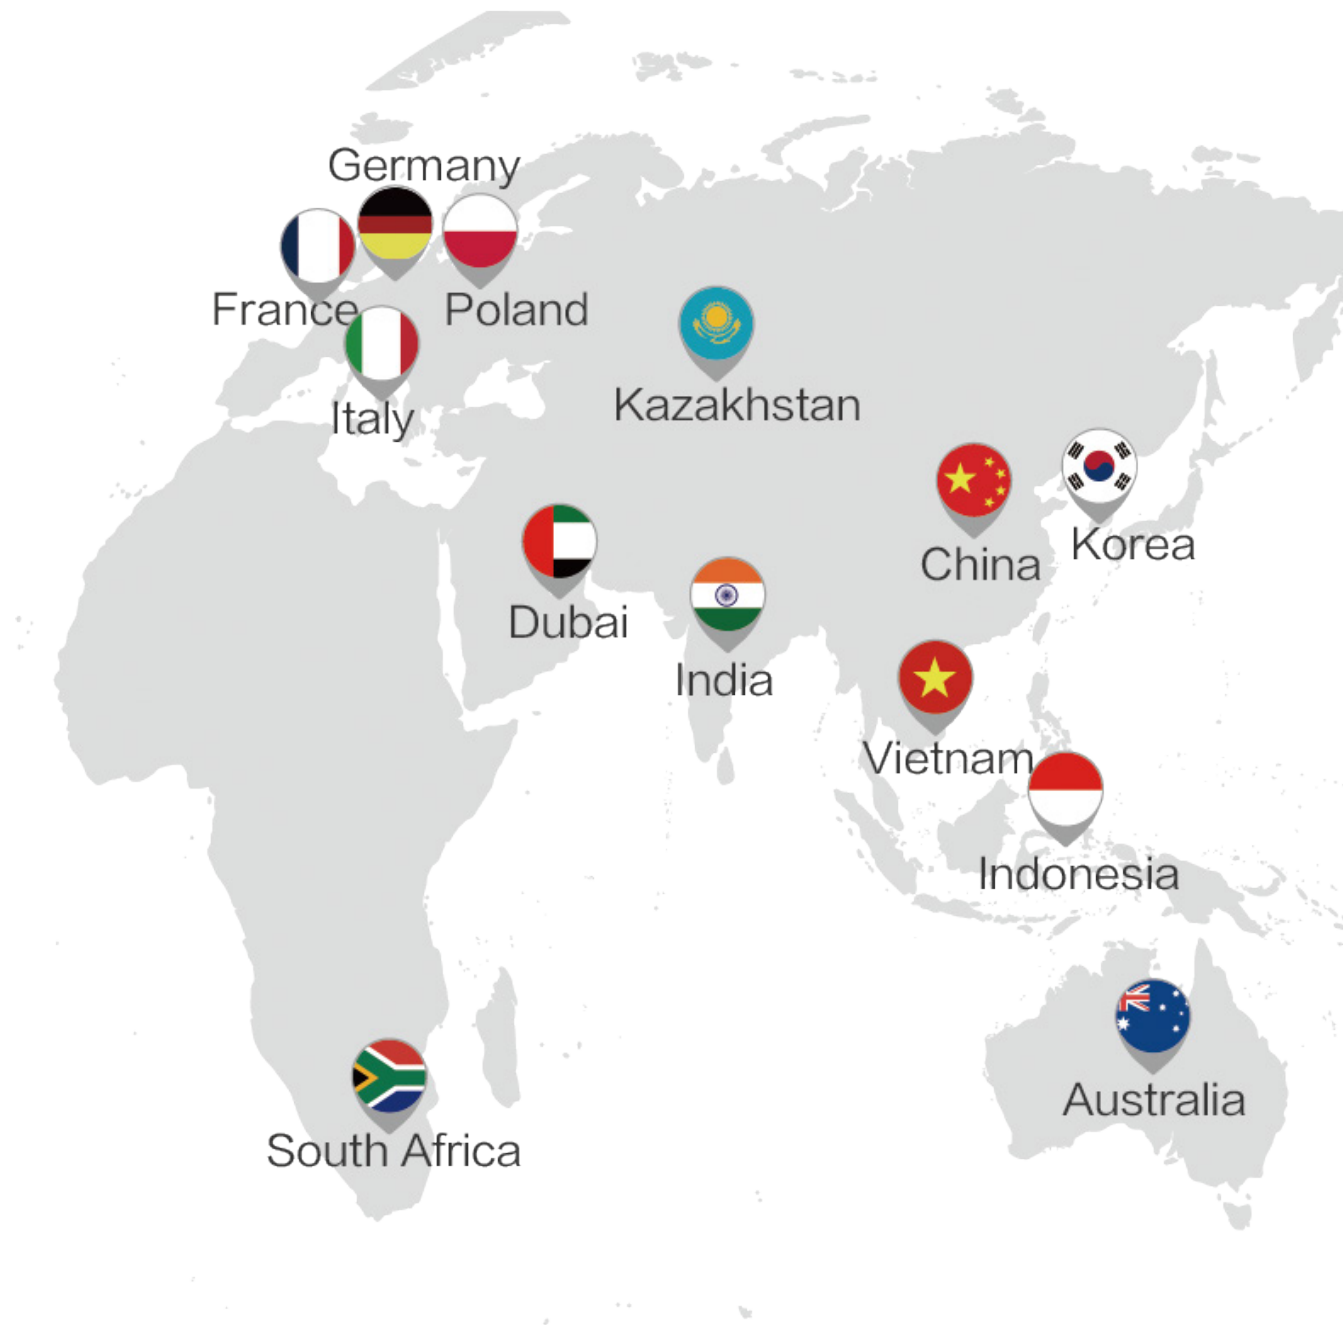 Germany
France
Poland
Italy
Kazakhstan
China
Korea
Dubai
India
Vietnam
Indonesia
Australia
South Africa